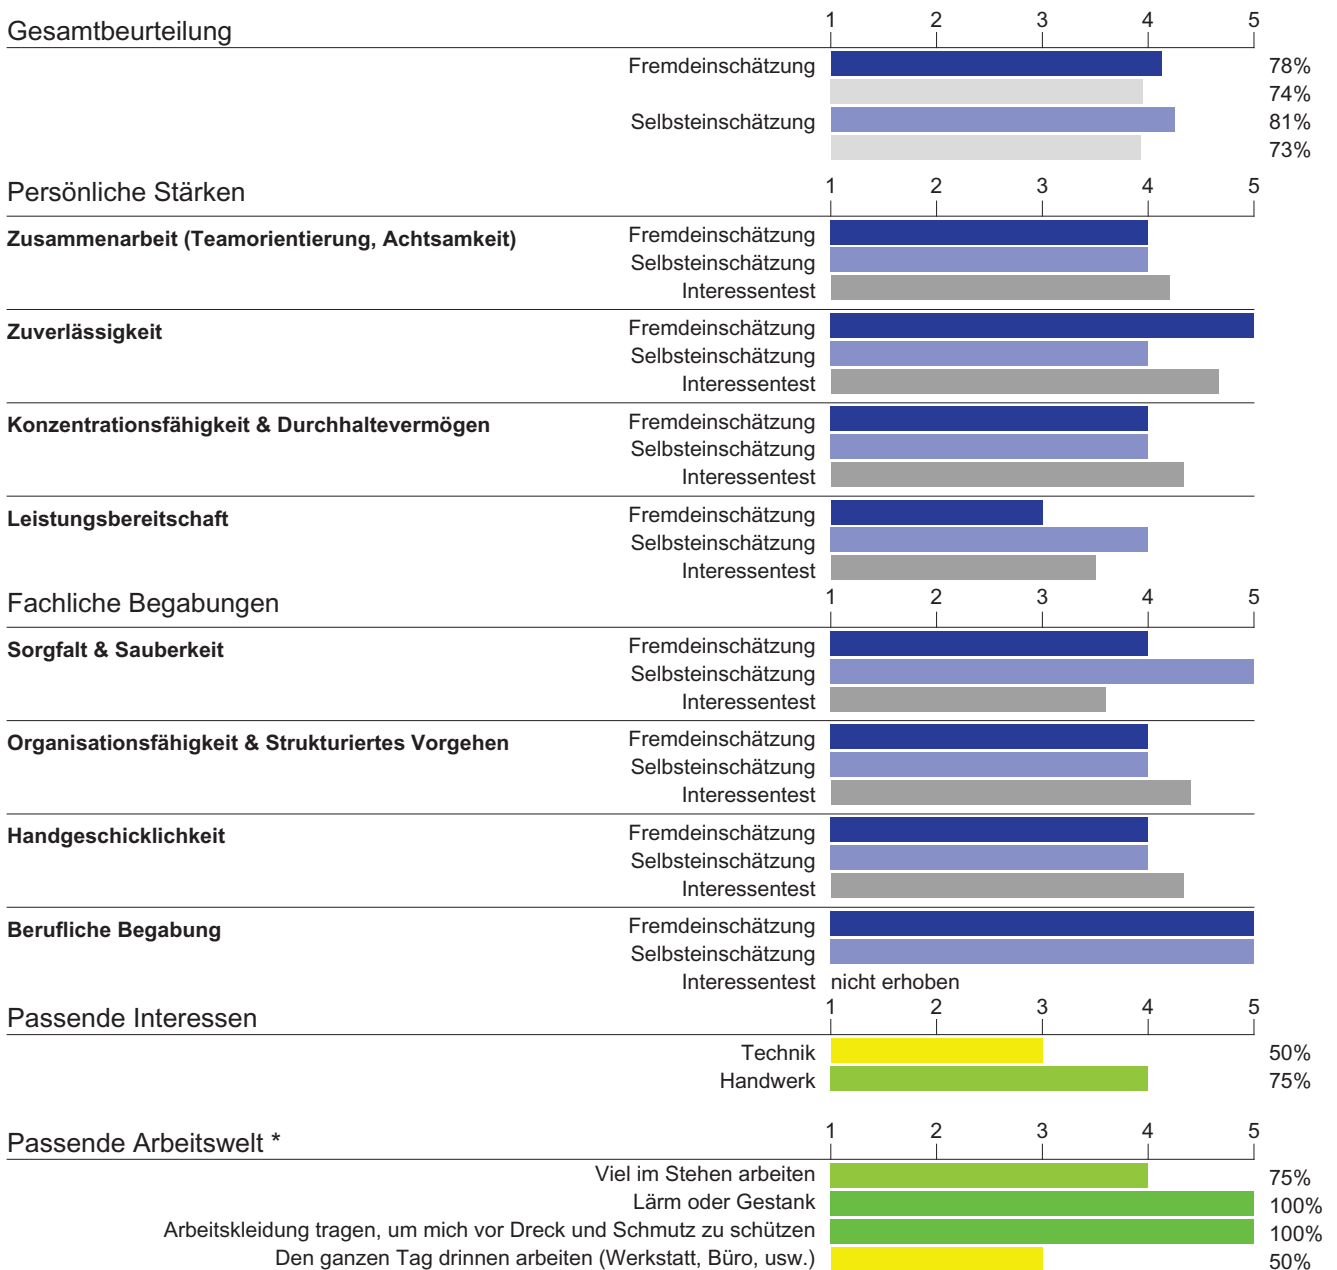 Gesamtbeurteilung 1 2 3 4 5
Fremdeinschätzung 78%
74%
Selbsteinschätzung 81%
73%
Persönliche Stärken 1 2 3 4 5
Zusammenarbeit (Teamorientierung, Achtsamkeit) Fremdeinschätzung
Selbsteinschätzung
Interessentest
Zuverlässigkeit Fremdeinschätzung
Selbsteinschätzung
Interessentest
Konzentrationsfähigkeit & Durchhaltevermögen Fremdeinschätzung
Selbsteinschätzung
Interessentest
Leistungsbereitschaft Fremdeinschätzung
Selbsteinschätzung
Interessentest
Fachliche Begabungen 1 2 3 4 5
Sorgfalt & Sauberkeit Fremdeinschätzung
Selbsteinschätzung
Interessentest
Organisationsfähigkeit & Strukturiertes Vorgehen Fremdeinschätzung
Selbsteinschätzung
Interessentest
Handgeschicklichkeit Fremdeinschätzung
Selbsteinschätzung
Interessentest
Berufliche Begabung Fremdeinschätzung
Selbsteinschätzung
Interessentest nicht erhoben
Passende Interessen 1 2 3 4 5
Technik 50%
Handwerk 75%
Passende Arbeitswelt * 1 2 3 4 5
Viel im Stehen arbeiten 75%
Lärm oder Gestank 100%
Arbeitskleidung tragen, um mich vor Dreck und Schmutz zu schützen 100%
Den ganzen Tag drinnen arbeiten (Werkstatt, Büro, usw.) 50%